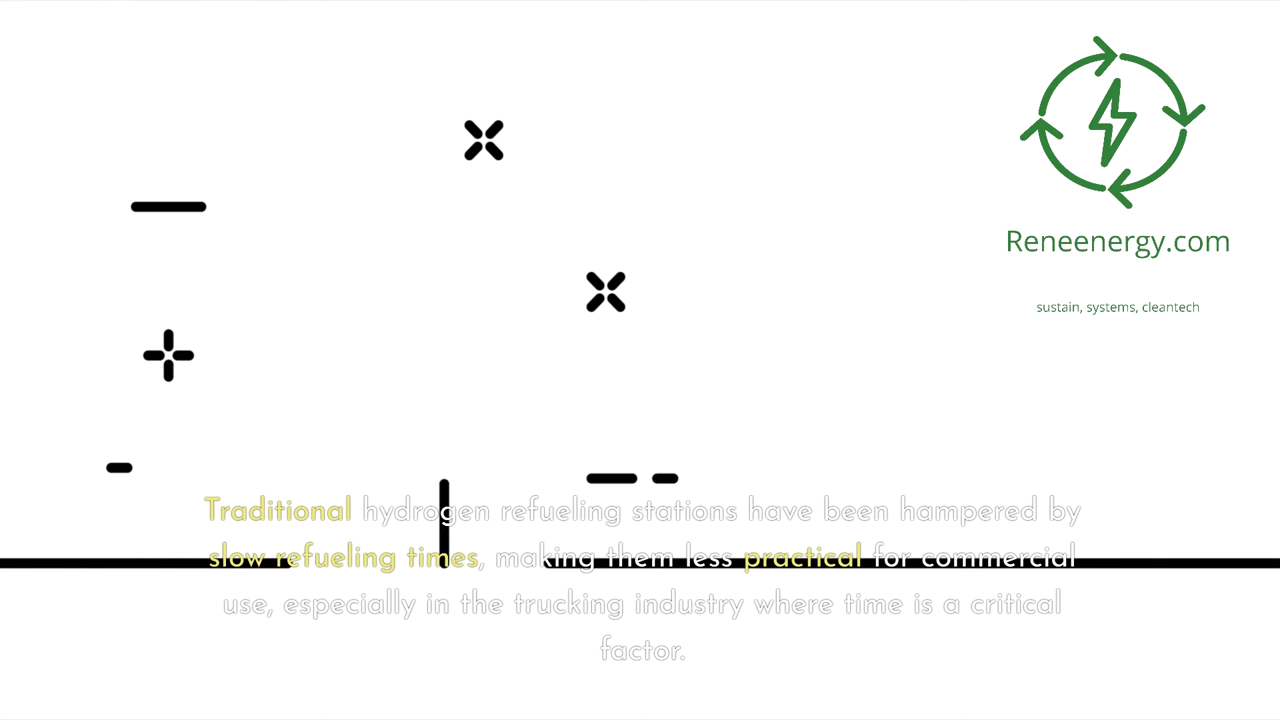 Reneenergy.com
sustain, systems, cleantech
Traditional hydrogen refueling stations have been hampered by
slow refueling times, making them less practical for commercial
use, especially in the trucking industry where time is a critical
factor.